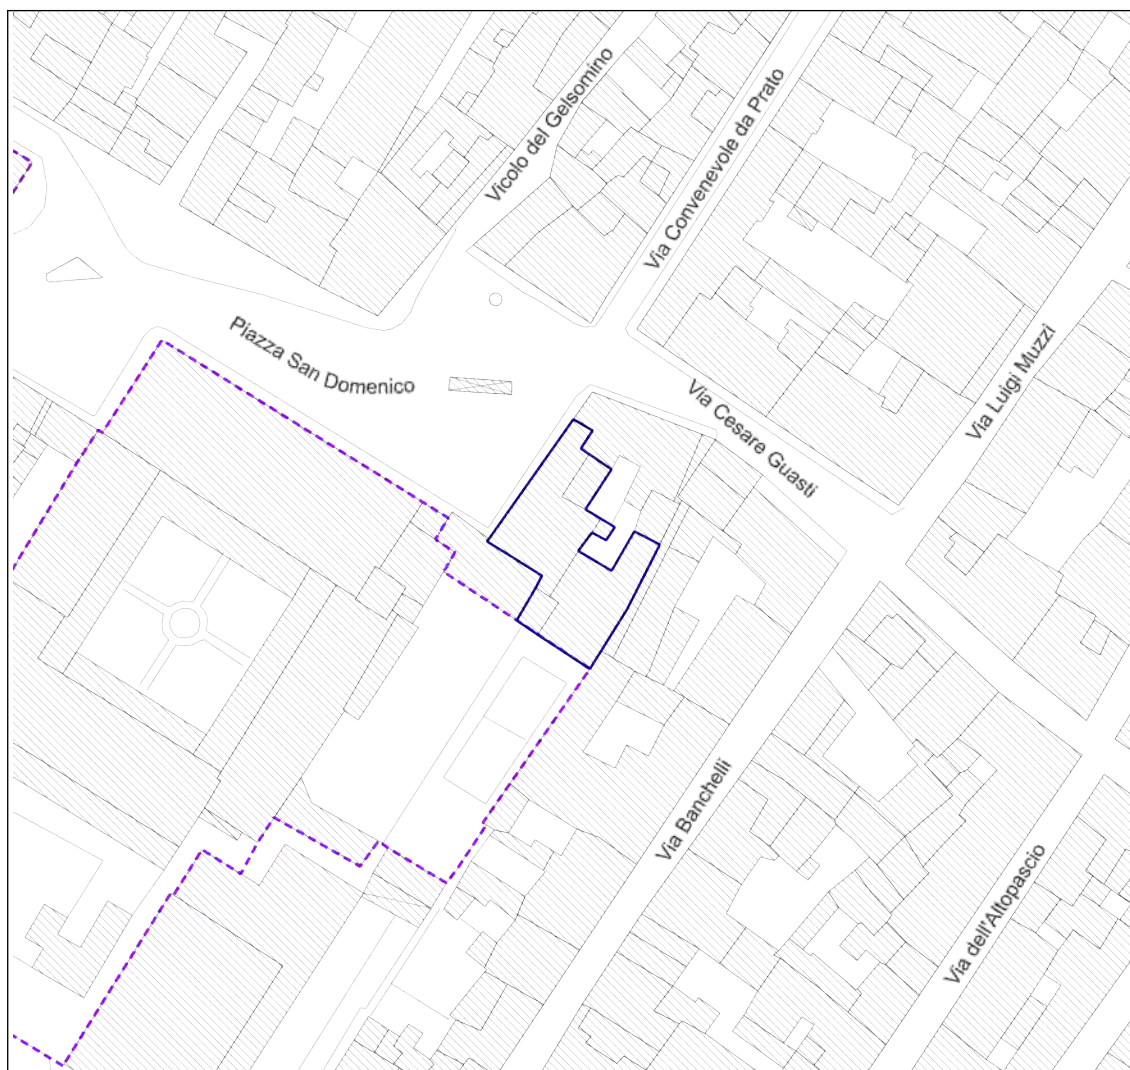 Vicolo del Gelsomino
Via Convenevole da Prato
Piazza San Domenico
Via Cesare Guasti
Via Luigi Muzzi
Via Banchelli
Via dell'Altopascio